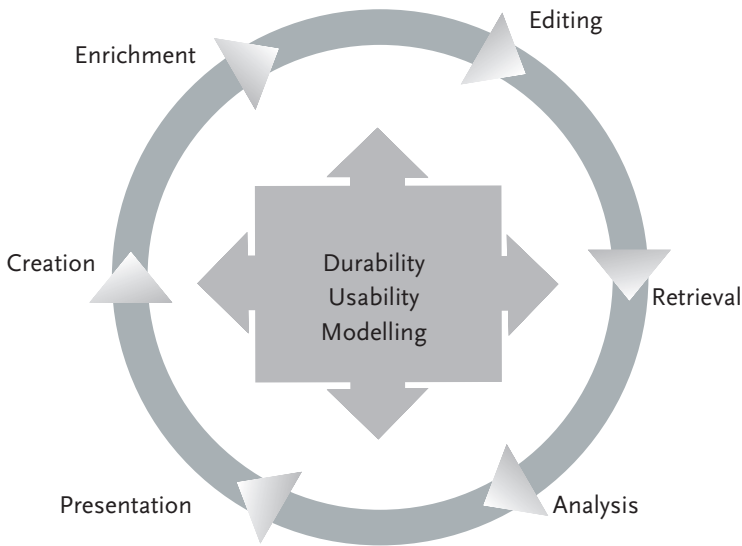 Editing
Enrichment
Creation
Durability
Usability
Modelling
Retrieval
Presentation
Analysis